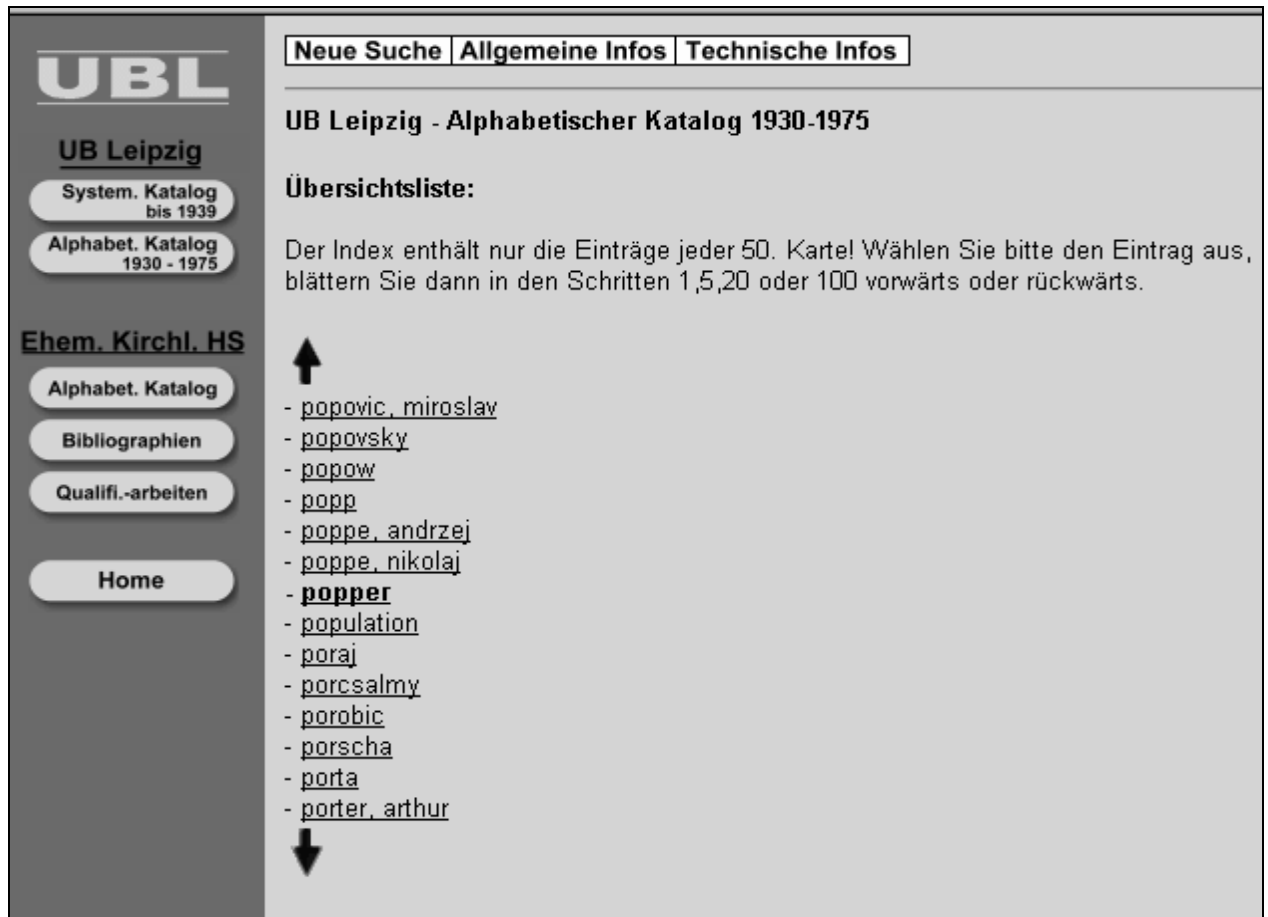 UBL
UB Leipzig
System. Katalog
bis 1939
Alphabet. Katalog
1930 - 1975
Ehem. Kirchl. HS
Alphabet. Katalog
Bibliographien
Qualifi.-arbeiten
Home
Neue Suche Allgemeine Infos Technische Infos
UB Leipzig - Alphabetischer Katalog 1930-1975
Übersichtsliste:
Der Index enthält nur die Einträge jeder 50. Karte! Wählen Sie bitte den Eintrag aus,
blättern Sie dann in den Schritten 1,5,20 oder 100 vorwärts oder rückwärts.
- popovic, miroslav
- popovsky
- popow
- popp
- poppe, andrzej
- poppe, nikolaj
- popper
- population
- poraj
- porcsalmy
- porobic
- porscha
- porta
- porter, arthur